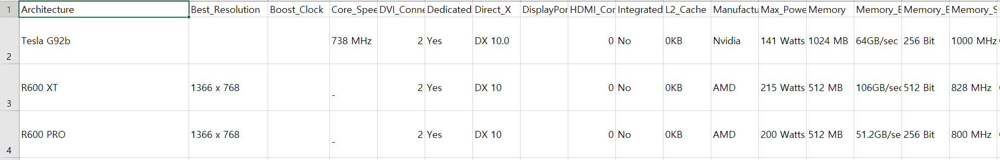 1 Architecture Best_Resolution Boost_Clock Core_Spee DVI_Conne Dedicated Direct_X DisplayPor HDMI_Cor Integrated L2_Cache Manufactu Max_Powe Memory Memory_E Memory_E Memory_S
2 Tesla G92b 738 MHz 2 Yes DX 10.0 0 No 0KB Nvidia 141 Watts 1024 MB 64GB/sec 256 Bit 1000 MHz
3 R600 XT 1366 x 768 - 2 Yes DX 10 0 No 0KB AMD 215 Watts 512 MB 106GB/sec 512 Bit 828 MHz
4 R600 PRO 1366 x 768 - 2 Yes DX 10 0 No 0KB AMD 200 Watts 512 MB 51.2GB/se 256 Bit 800 MHz